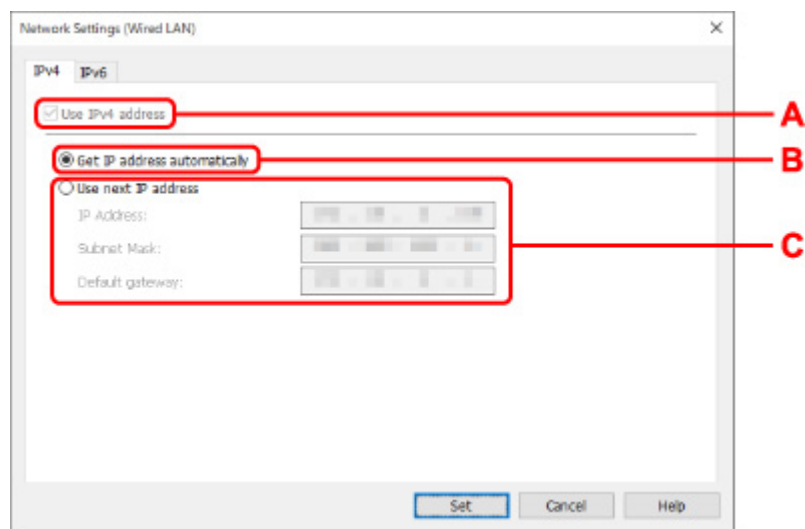 Network Settings (Wired LAN)
IPv4 IPv6
Use IPv4 address A
Get IP address automatically B
Use next IP address
IP Address:
Subnet Mask: C
Default gateway:
Set Cancel Help